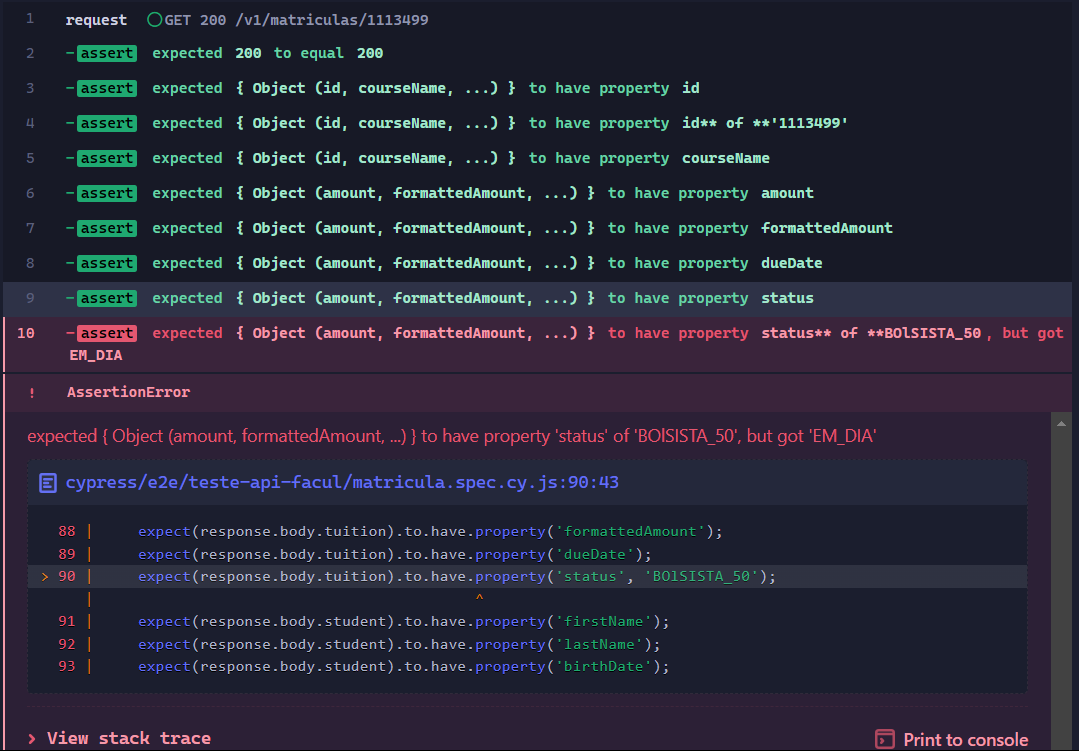 1 request GET 200 /v1/matriculas/1113499
2 -assert expected 200 to equal 200
3 -assert expected { Object (id, courseName, ...) } to have property id
4 -assert expected { Object (id, courseName, ...) } to have property id** of **'1113499'
5 -assert expected { Object (id, courseName, ...) } to have property courseName
6 -assert expected { Object (amount, formattedAmount, ...) } to have property amount
7 -assert expected { Object (amount, formattedAmount, ...) } to have property formattedAmount
8 -assert expected { Object (amount, formattedAmount, ...) } to have property dueDate
9 -assert expected { Object (amount, formattedAmount, ...) } to have property status
10 -assert expected { Object (amount, formattedAmount, ...) } to have property status** of **BOlSISTA_50, but got
EM_DIA
! AssertionError
expected { Object (amount, formattedAmount, ...) } to have property 'status' of 'BOlSISTA_50', but got 'EM_DIA'
cypress/e2e/teste-api-facul/matricula.spec.cy.js:90:43
88 | expect(response.body.tuition).to.have.property('formattedAmount');
89 | expect(response.body.tuition).to.have.property('dueDate');
> 90 | expect(response.body.tuition).to.have.property('status', 'BOlSISTA_50');
| ^
91 | expect(response.body.student).to.have.property('firstName');
92 | expect(response.body.student).to.have.property('lastName');
93 | expect(response.body.student).to.have.property('birthDate');
> View stack trace
Print to console